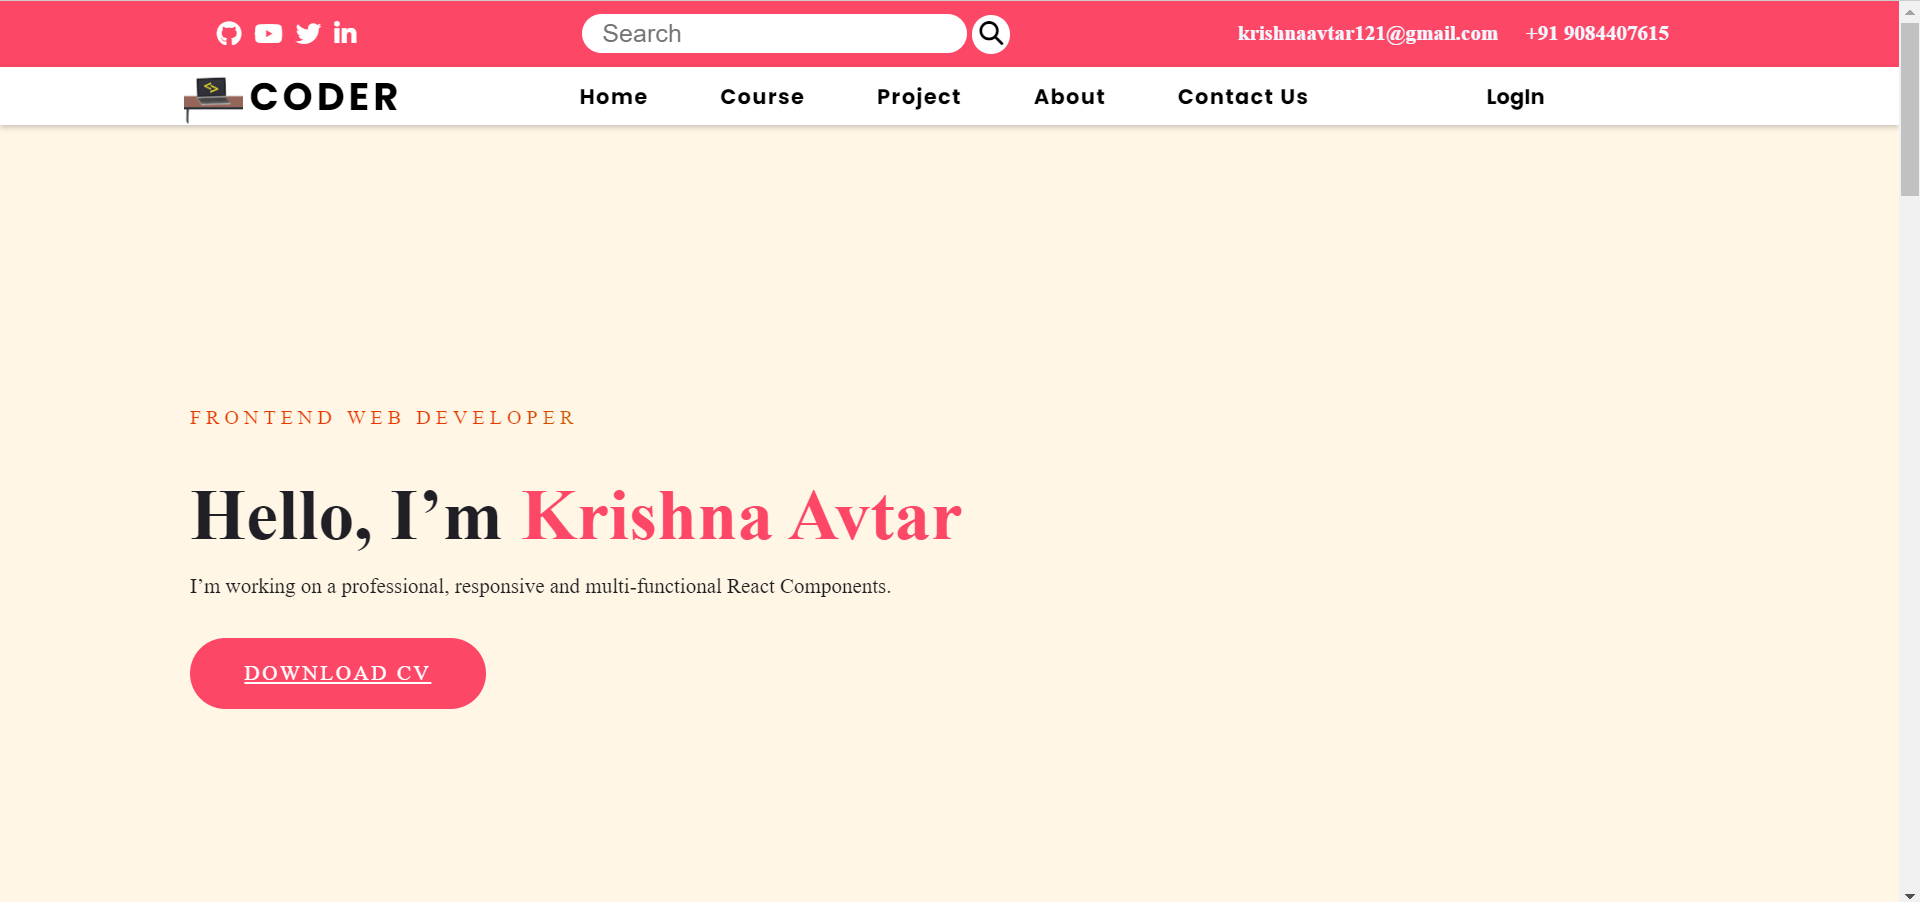 Search
krishnaavtar121@gmail.com +91 9084407615
CODER Home Course Project About Contact Us LogIn
FRONTEND WEB DEVELOPER
Hello, I’m Krishna Avtar
I’m working on a professional, responsive and multi-functional React Components.
DOWNLOAD CV